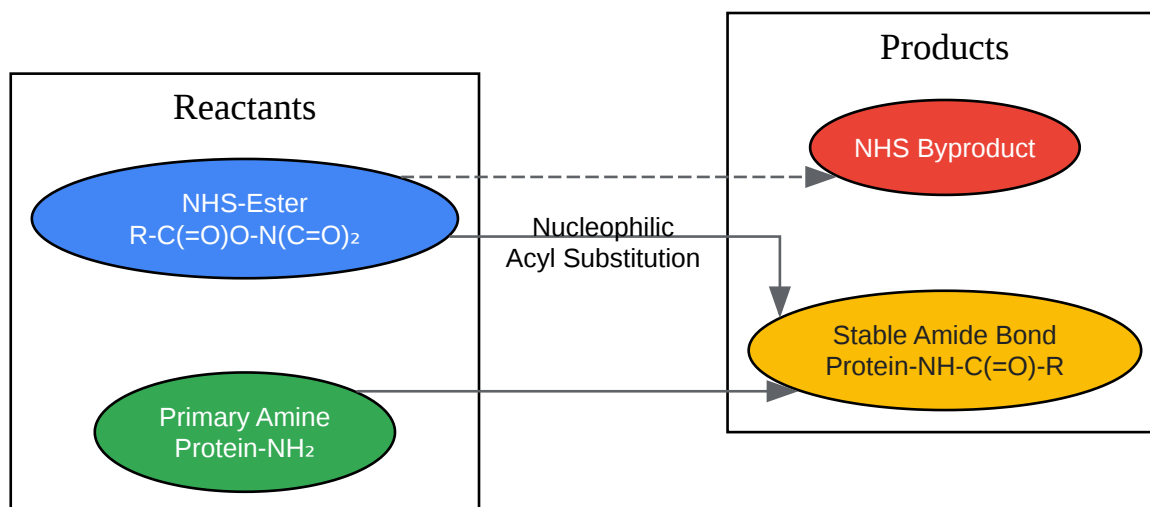 Reactants
NHS-Ester
R-C(=O)O-N(C=O)₂
Primary Amine
Protein-NH₂
Nucleophilic
Acyl Substitution
Products
NHS Byproduct
Stable Amide Bond
Protein-NH-C(=O)-R